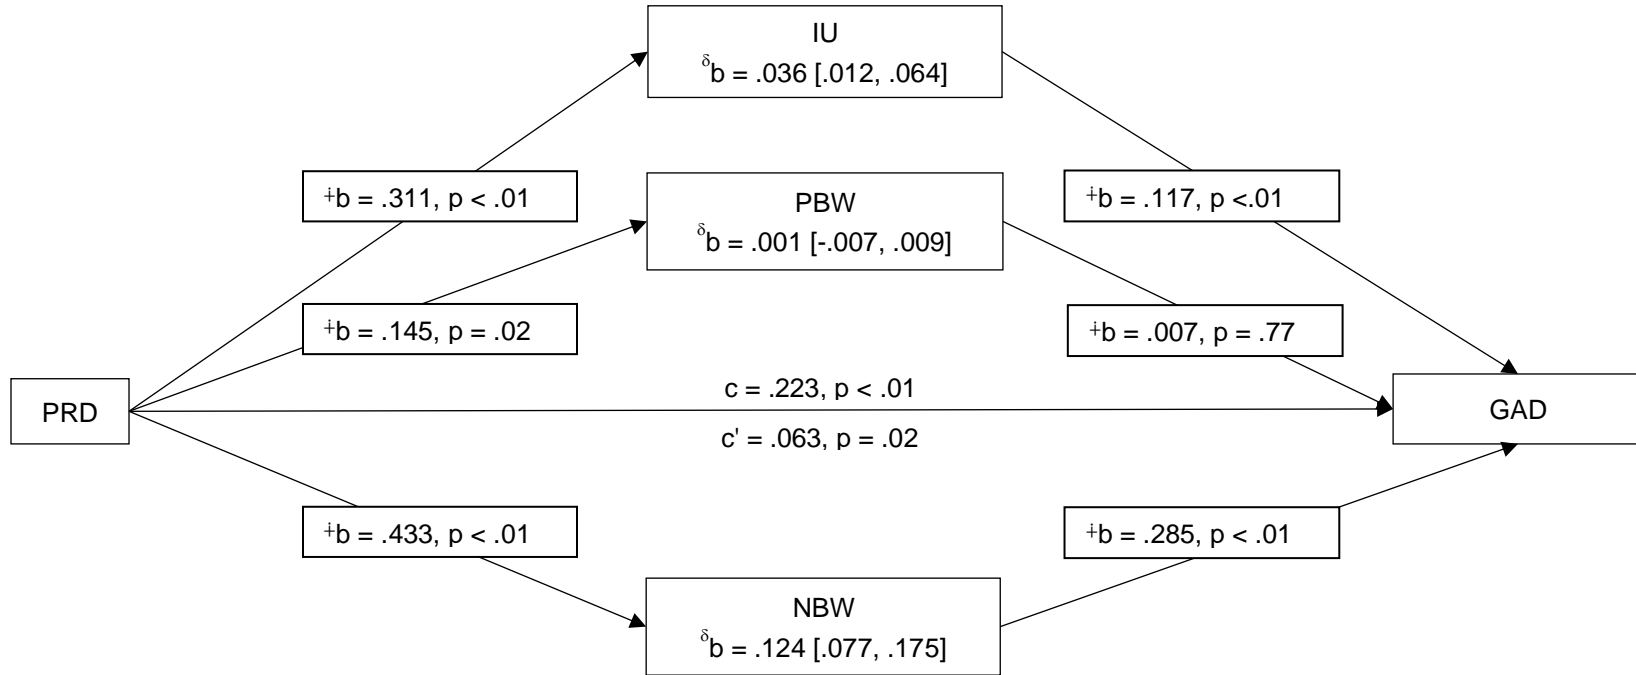 IU
δb = .036 [.012, .064]
∔b = .311, p < .01
∔b = .117, p <.01
PBW
δb = .001 [-.007, .009]
∔b = .145, p = .02
∔b = .007, p = .77
PRD
c = .223, p < .01
c' = .063, p = .02
GAD
∔b = .433, p < .01
∔b = .285, p < .01
NBW
δb = .124 [.077, .175]